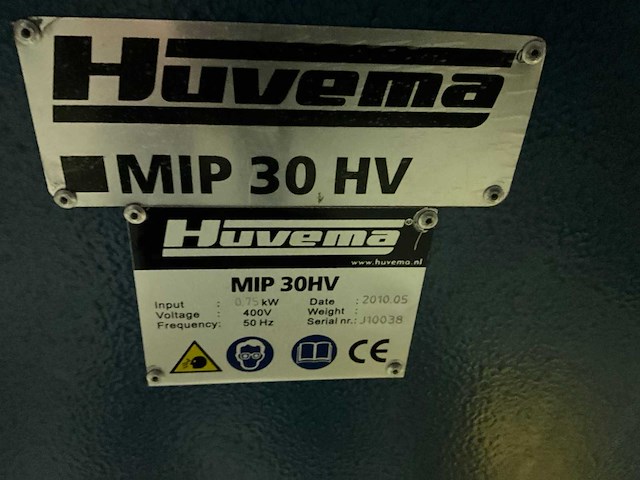 Huvema
MIP 30 HV
Huvema®
www.huvema.nl
MIP 30HV
Input : 0.75 kW Date : 2010.05
Voltage : 400V Weight :
Frequency: 50 Hz Serial nr.: J10038
CE